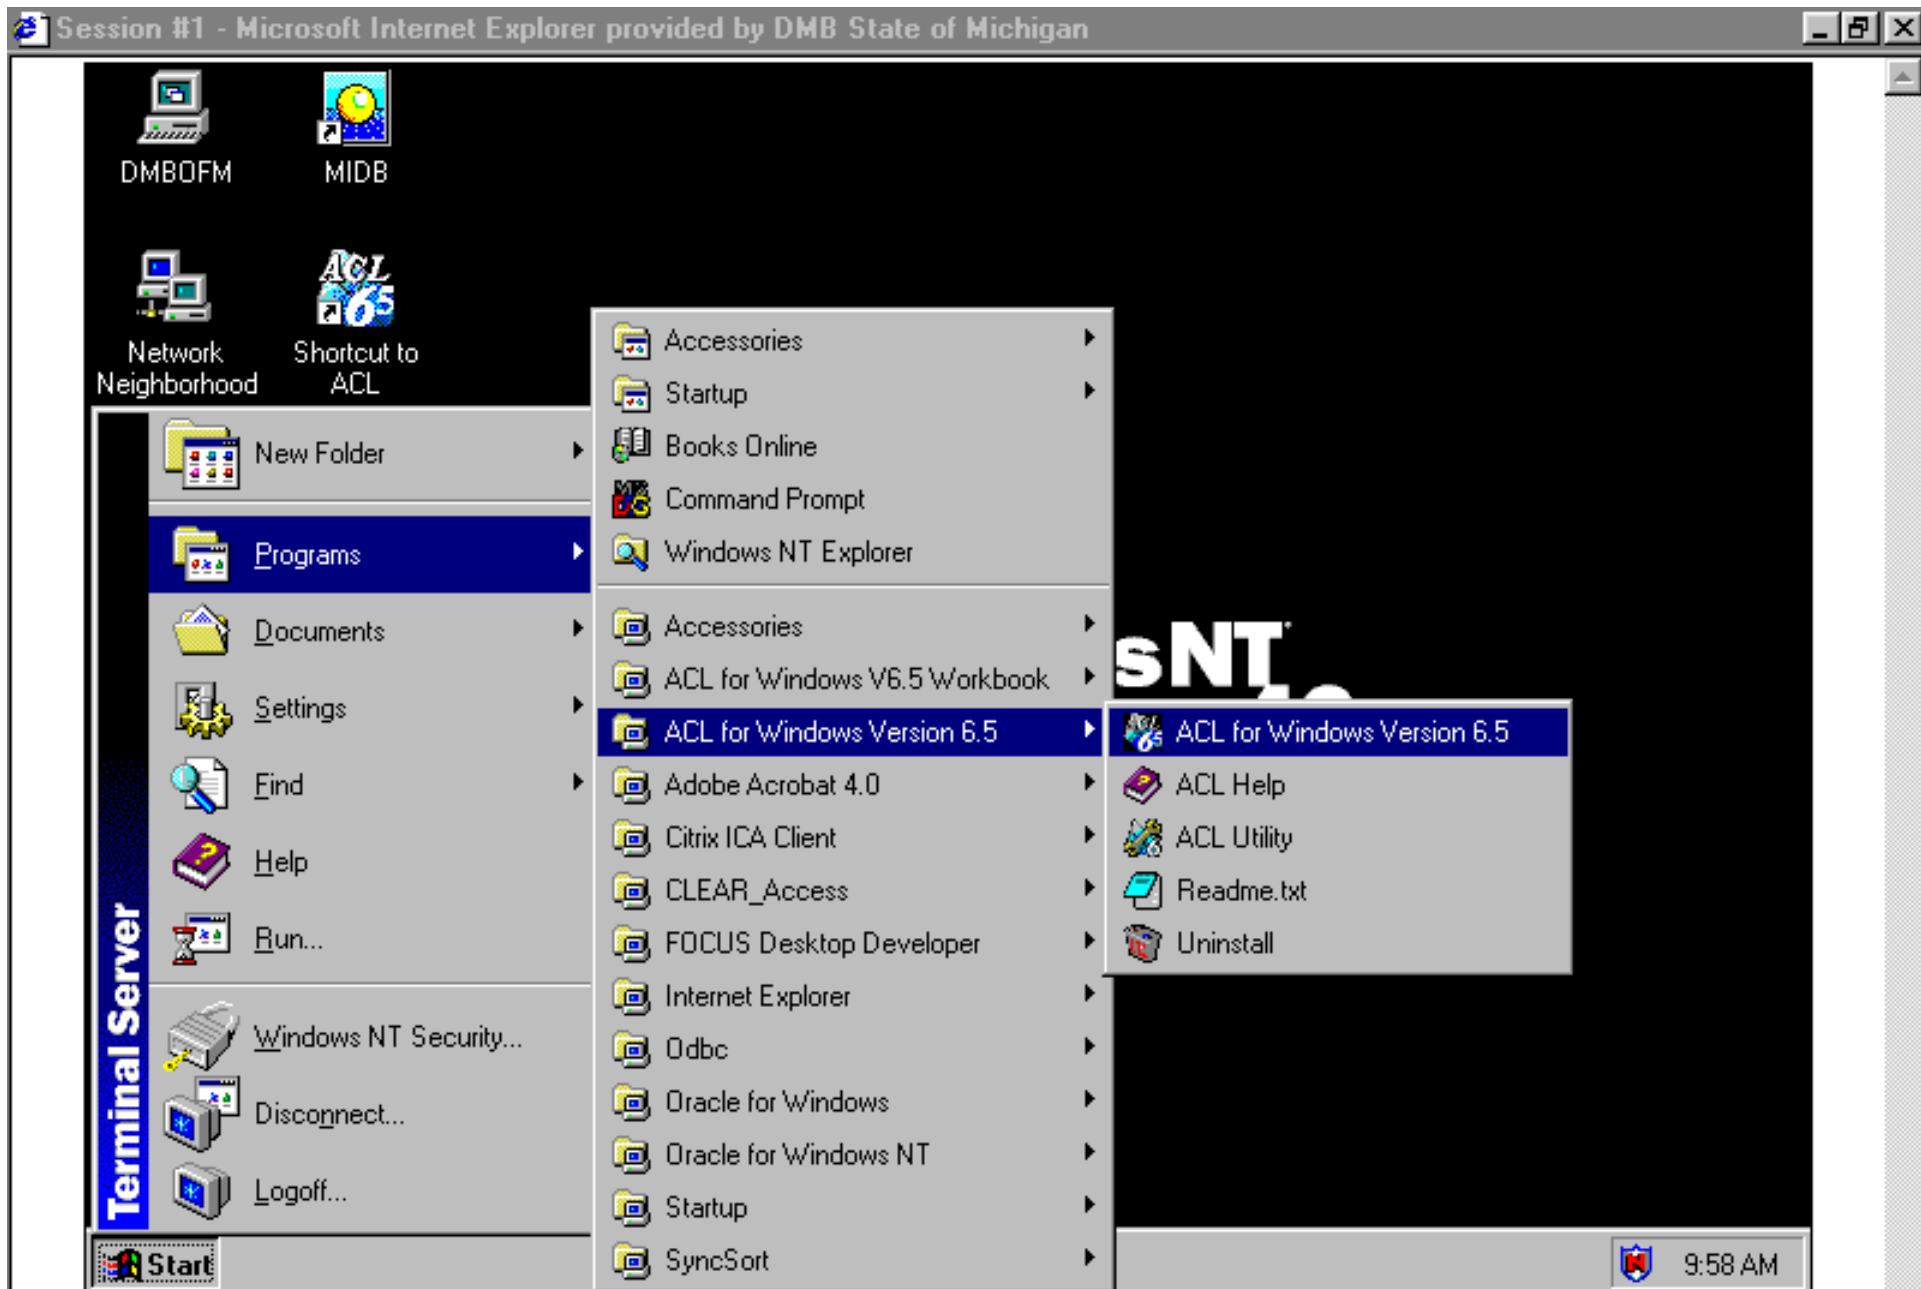 Session #1 - Microsoft Internet Explorer provided by DMB State of Michigan
DMBOFM
MIDB
Network
Neighborhood
ACL
65
Shortcut to
ACL
New Folder
Programs
Documents
Settings
Find
Help
Run...
Windows NT Security...
Disconnect...
Logoff...
Terminal Server
Accessories
Startup
Books Online
Command Prompt
Windows NT Explorer
Accessories
ACL for Windows V6.5 Workbook
ACL for Windows Version 6.5
Adobe Acrobat 4.0
Citrix ICA Client
CLEAR_Access
FOCUS Desktop Developer
Internet Explorer
Odbc
Oracle for Windows
Oracle for Windows NT
Startup
SyncSort
sNT
ACL for Windows Version 6.5
ACL Help
ACL Utility
Readme.txt
Uninstall
Start
9:58 AM